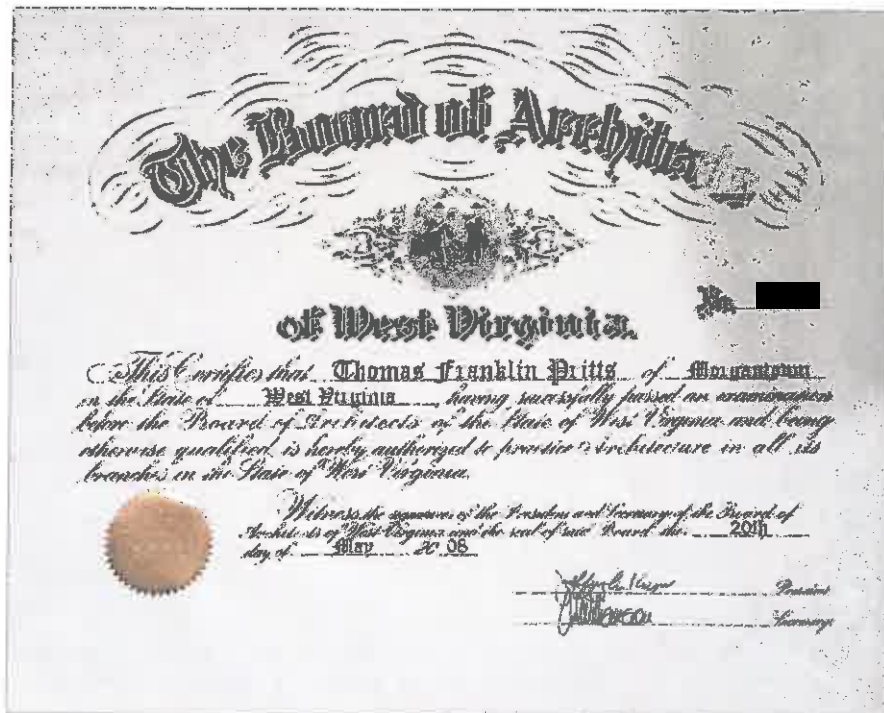 The Board of Architects
No.
of West Virginia.
This Certifies that Thomas Franklin Pritts of Morgantown
in the State of West Virginia, having sucessfully passed an examination
before the Board of Architects of the State of West Virginia and being
otherwise qualified, is hereby authorized to practice Architecture in all its
branches in the State of West Virginia.
Witness the signatures of the President and Secretary of the Board of
Architects of West Virginia and the seal of said Board the 20th
day of May 20 08
President
Secretary